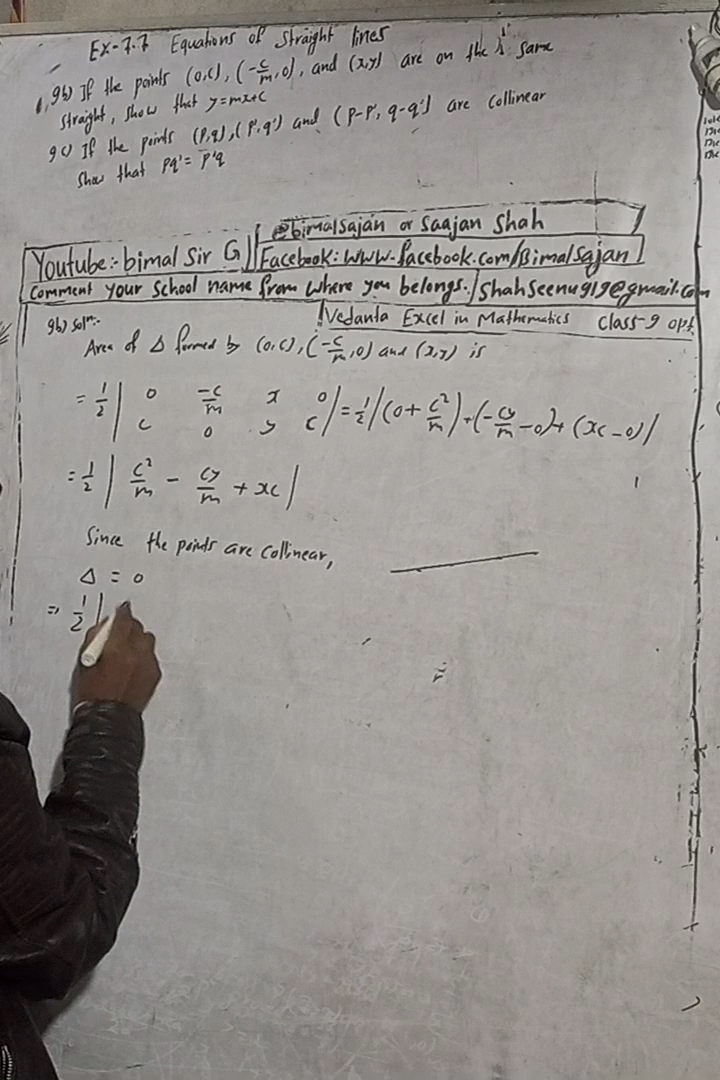 Ex-7.7 Equations of Straight lines
9b) If the points (0,c), (-c/m, 0), and (x,y) are on the same
straight, show that y=mx+c
9c) If the points (P,q), (P',q') and (P-P', q-q') are collinear
show that Pq' = P'q
@bimalsajan or Saajan Shah
Youtube:- bimal Sir G
Facebook: www.facebook.com/Bimalsajan
Comment your School name from where you belongs. / shahseenu919@gmail.com
Vedanta Excel in Mathematics Class-9 opt
9b) Soln:-
Area of Δ formed by (0,c), (-c/m, 0) and (x,y) is
= 1/2 | 0 -c/m x 0
c 0 y c | = 1/2 |(0 + c²/m) + (-cy/m - 0) + (xc - 0)|
= 1/2 | c²/m - cy/m + xc |
Since the points are collinear,
Δ = 0
⇒ 1/2 |